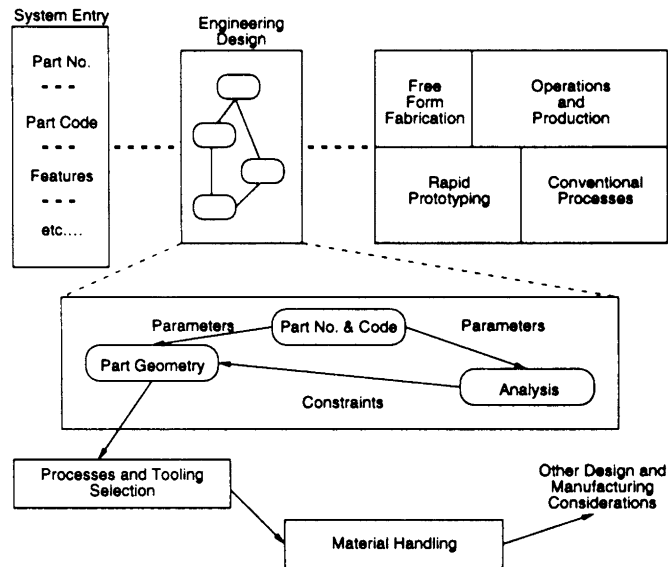 System Entry
Part No.
Part Code
Features
etc....
Engineering
Design
Free
Form
Fabrication
Operations
and
Production
Rapid
Prototyping
Conventional
Processes
Parameters
Part No. & Code
Parameters
Part Geometry
Analysis
Constraints
Processes and Tooling
Selection
Material Handling
Other Design and
Manufacturing
Considerations